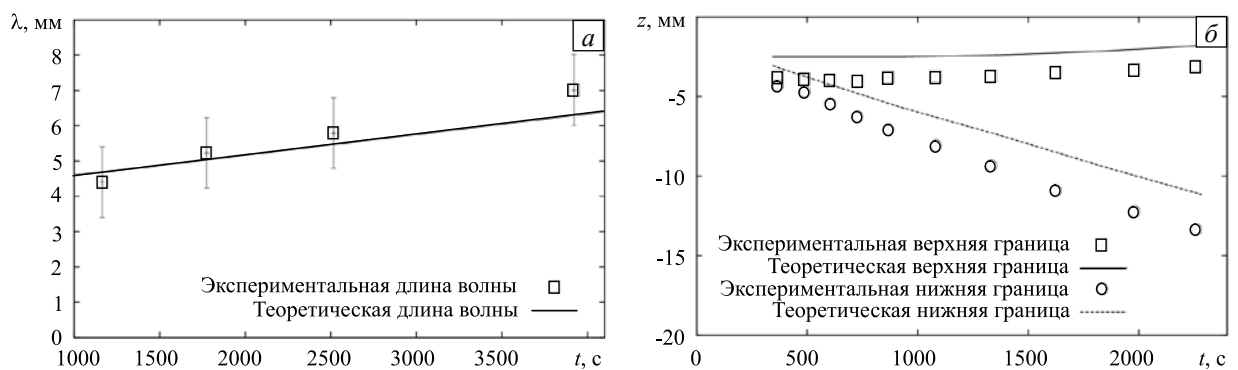 λ, мм
а
8
7
6
5
4
3
2
1
0
Экспериментальная длина волны
Теоретическая длина волны
1000
1500
2000
2500
3000
3500
t, с
z, мм
б
-5
-10
-15
-20
Экспериментальная верхняя граница
Теоретическая верхняя граница
Экспериментальная нижняя граница
Теоретическая нижняя граница
0
500
1000
1500
2000
t, с